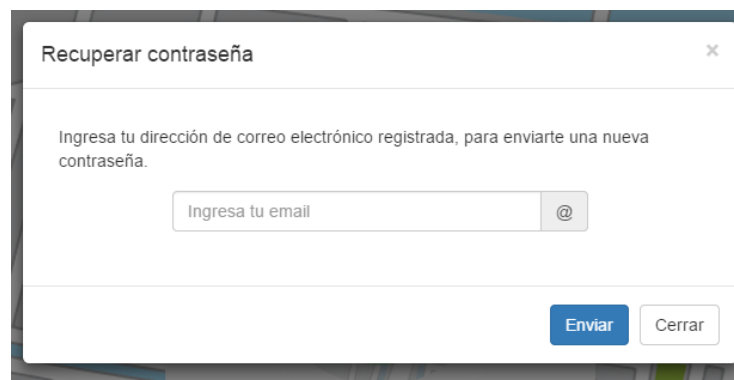 Recuperar contraseña
×
Ingresa tu dirección de correo electrónico registrada, para enviarte una nueva
contraseña.
Ingresa tu email @
Enviar Cerrar